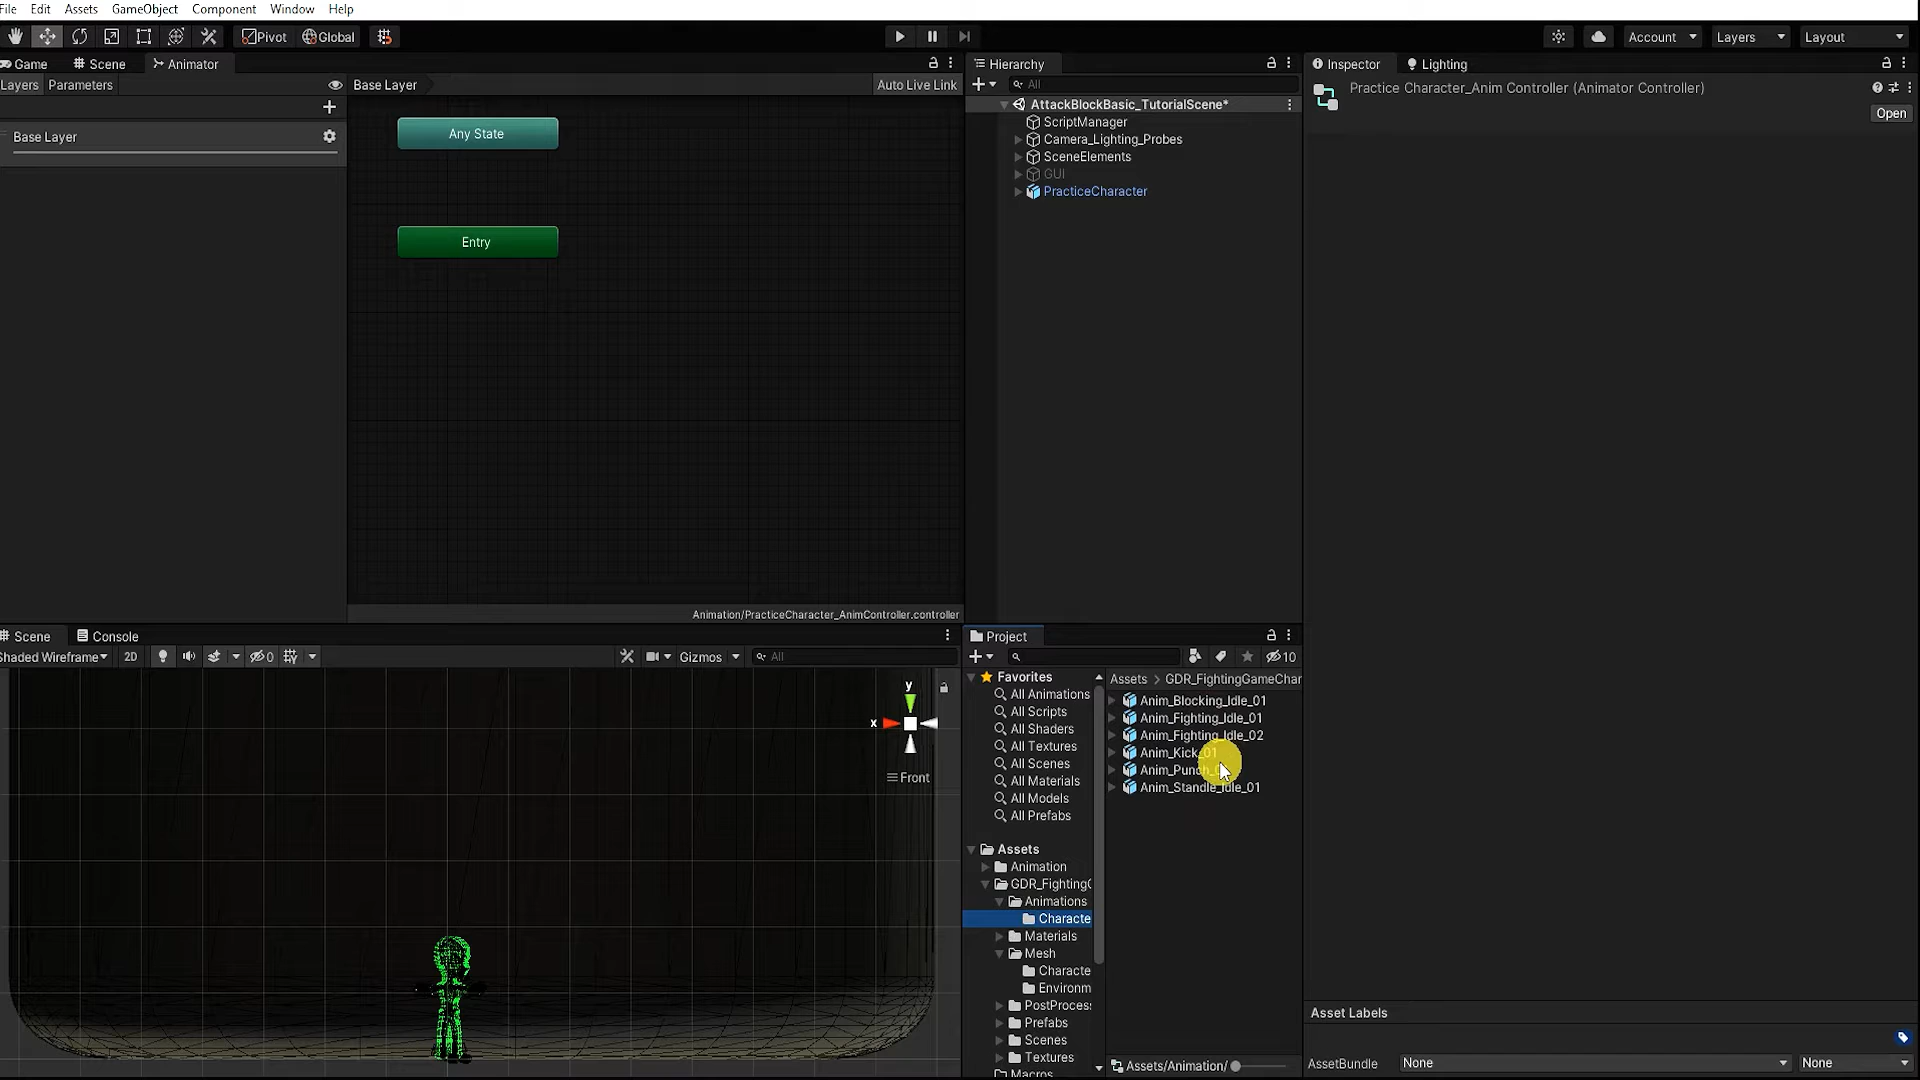 File Edit Assets GameObject Component Window Help
Pivot Global Account Layers Layout
Game Scene Animator
Layers Parameters Base Layer Auto Live Link
Base Layer
Any State
Entry
Animation/PracticeCharacter_AnimController.controller
Hierarchy
All
AttackBlockBasic_TutorialScene*
ScriptManager
Camera_Lighting_Probes
SceneElements
GUI
PracticeCharacter
Inspector Lighting
Practice Character_Anim Controller (Animator Controller)
Open
Scene Console
Shaded Wireframe 2D 0 Gizmos All
y
x
Front
Project
10
Favorites
All Animations
All Scripts
All Shaders
All Textures
All Scenes
All Materials
All Models
All Prefabs
Assets
Animation
GDR_Fighting
Animations
Characte
Materials
Mesh
Characte
Environm
PostProces
Prefabs
Scenes
Textures
Macros
Assets > GDR_FightingGameChar
Anim_Blocking_Idle_01
Anim_Fighting_Idle_01
Anim_Fighting_Idle_02
Anim_Kick_01
Anim_Punch
Anim_Standle_Idle_01
Assets/Animation/
Asset Labels
AssetBundle None None